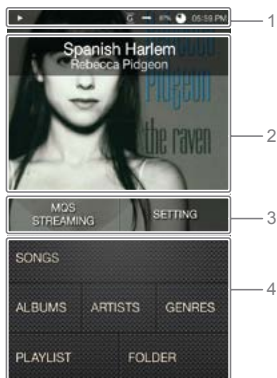 87% 05:59 PM
1
Spanish Harlem
Rebecca Pidgeon
Pidgeon
the raven
2
MQS
STREAMING
SETTING
3
SONGS
4
ALBUMS ARTISTS GENRES
PLAYLIST FOLDER